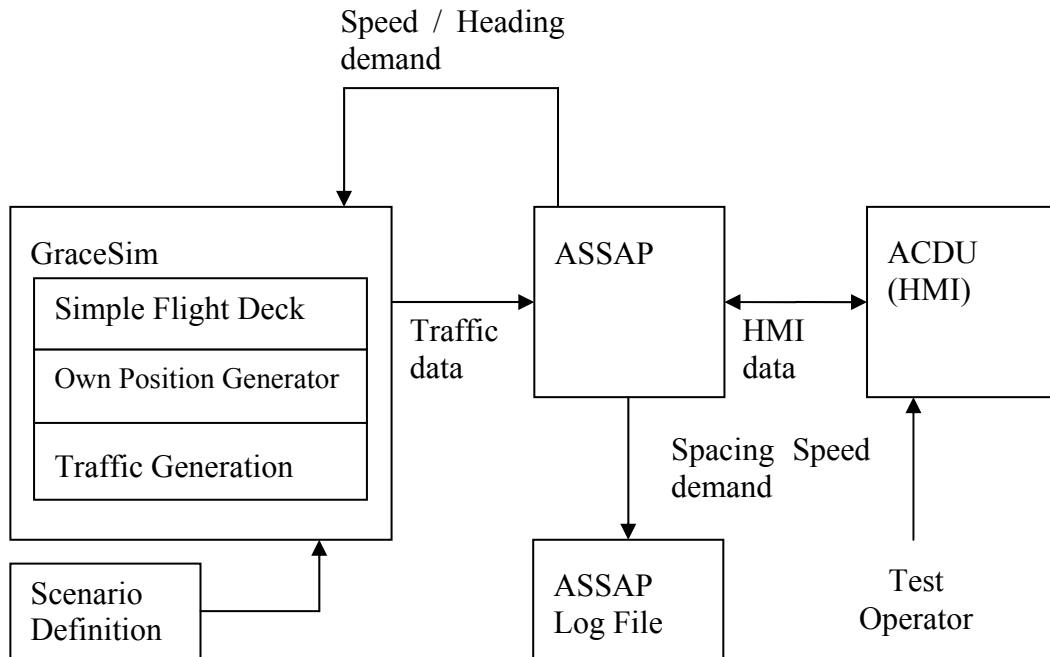 Speed / Heading
demand
GraceSim
Simple Flight Deck
Own Position Generator
Traffic Generation
Traffic
data
ASSAP
HMI
data
ACDU
(HMI)
Spacing Speed
demand
Scenario
Definition
ASSAP
Log File
Test
Operator